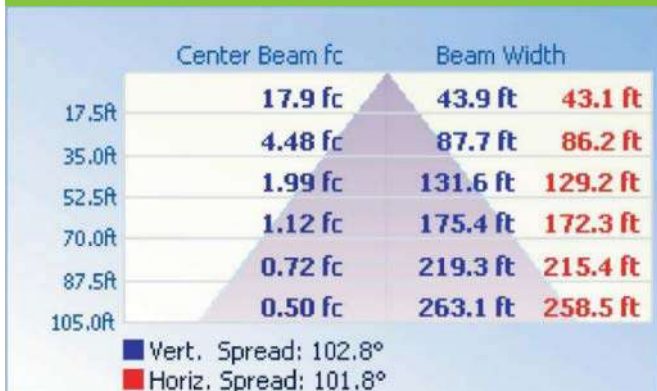 Center Beam fc Beam Width
17.5ft 17.9 fc 43.9 ft 43.1 ft
35.0ft 4.48 fc 87.7 ft 86.2 ft
52.5ft 1.99 fc 131.6 ft 129.2 ft
70.0ft 1.12 fc 175.4 ft 172.3 ft
87.5ft 0.72 fc 219.3 ft 215.4 ft
105.0ft 0.50 fc 263.1 ft 258.5 ft
Vert. Spread: 102.8°
Horiz. Spread: 101.8°